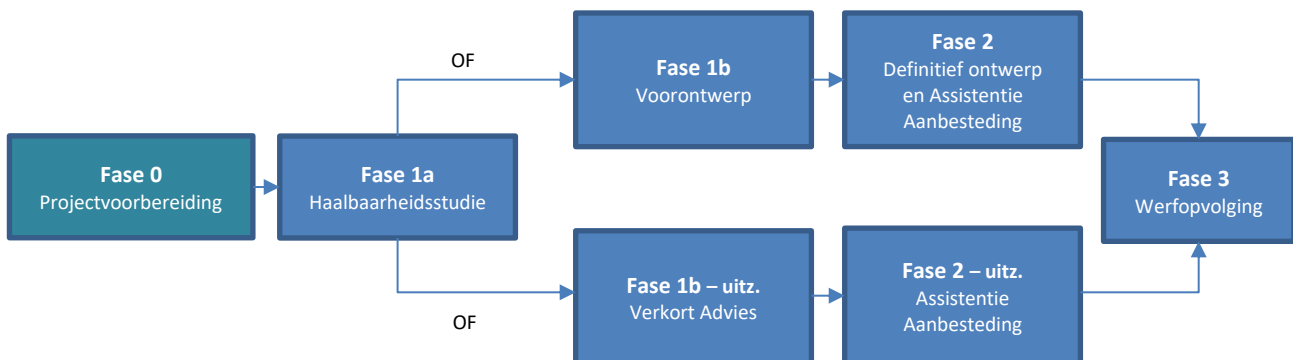 Fase 0
Projectvoorbereiding
Fase 1a
Haalbaarheidsstudie
OF
Fase 1b
Voorontwerp
Fase 2
Definitief ontwerp
en Assistentie
Aanbesteding
OF
Fase 1b – uitz.
Verkort Advies
Fase 2 – uitz.
Assistentie
Aanbesteding
Fase 3
Werfopvolging